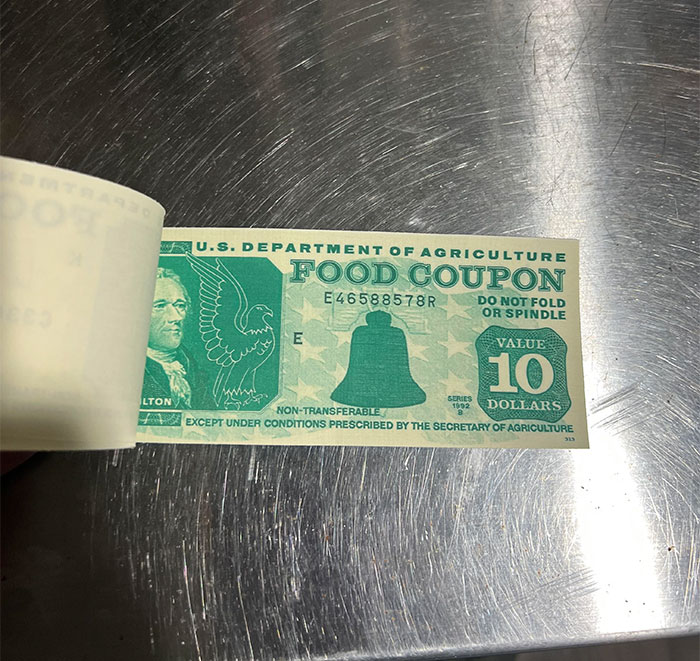 U.S. DEPARTMENT OF AGRICULTURE
FOOD COUPON
E46588578R
DO NOT FOLD
OR SPINDLE
E
VALUE
10
DOLLARS
LTON
SERIES
1992
B
NON-TRANSFERABLE
EXCEPT UNDER CONDITIONS PRESCRIBED BY THE SECRETARY OF AGRICULTURE